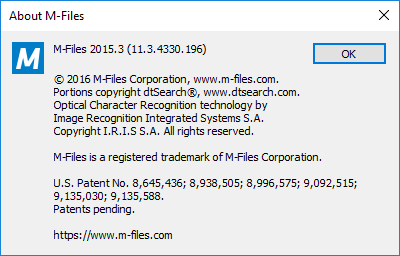 About M-Files
M
M-Files 2015.3 (11.3.4330.196)
OK
© 2016 M-Files Corporation, www.m-files.com.
Portions copyright dtSearch®, www.dtsearch.com.
Optical Character Recognition technology by
Image Recognition Integrated Systems S.A.
Copyright I.R.I.S S.A. All rights reserved.
M-Files is a registered trademark of M-Files Corporation.
U.S. Patent No. 8,645,436; 8,938,505; 8,996,575; 9,092,515;
9,135,030; 9,135,588.
Patents pending.
https://www.m-files.com